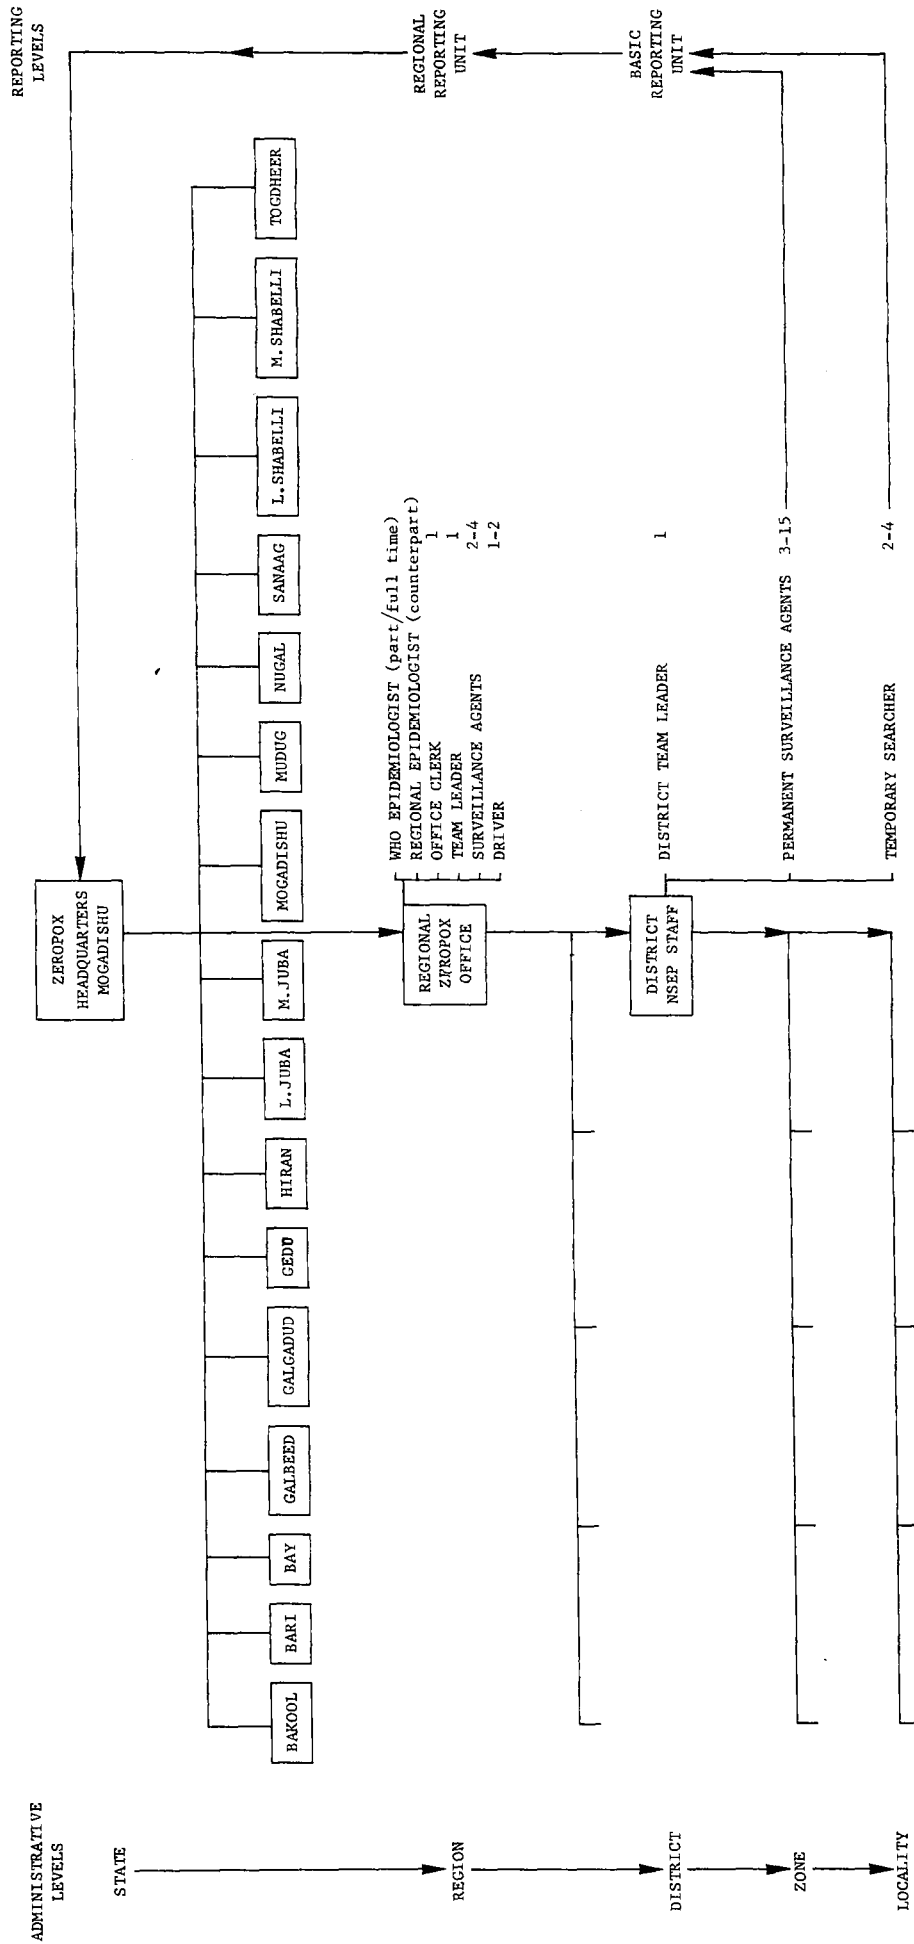 ADMINISTRATIVE
LEVELS
REPORTING
LEVELS
STATE
ZEROPOX
HEADQUARTERS
MOGADISHU
BAKOOL
BARI
BAY
GALBEED
GALGADUD
GEDU
HIRAN
L.JUBA
M.JUBA
MOGADISHU
MUDUG
NUGAL
SANAAG
L.SHABELLI
M.SHABELLI
TOGDHEER
REGION
REGIONAL
ZEROPOX
OFFICE
WHO EPIDEMIOLOGIST (part/full time)
REGIONAL EPIDEMIOLOGIST (counterpart)
OFFICE CLERK 1
TEAM LEADER 1
SURVEILLANCE AGENTS 2-4
DRIVER 1-2
REGIONAL
REPORTING
UNIT
DISTRICT
DISTRICT
NSEP STAFF
DISTRICT TEAM LEADER 1
BASIC
REPORTING
UNIT
ZONE
PERMANENT SURVEILLANCE AGENTS 3-15
LOCALITY
TEMPORARY SEARCHER 2-4